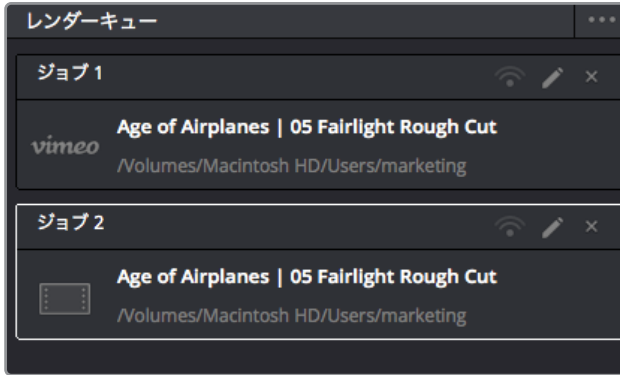 レンダーキュー
ジョブ 1
vimeo
Age of Airplanes | 05 Fairlight Rough Cut
/Volumes/Macintosh HD/Users/marketing
ジョブ 2
Age of Airplanes | 05 Fairlight Rough Cut
/Volumes/Macintosh HD/Users/marketing